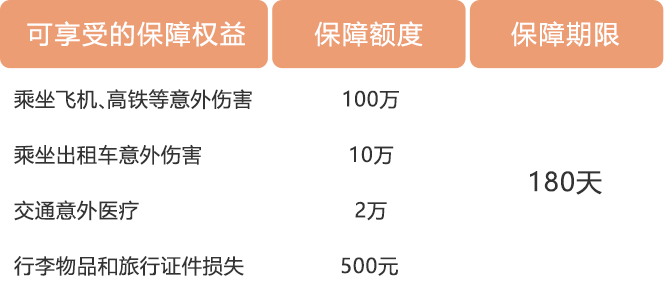 可享受的保障权益 保障额度 保障期限
乘坐飞机、高铁等意外伤害 100万
乘坐出租车意外伤害 10万
180天
交通意外医疗 2万
行李物品和旅行证件损失 500元